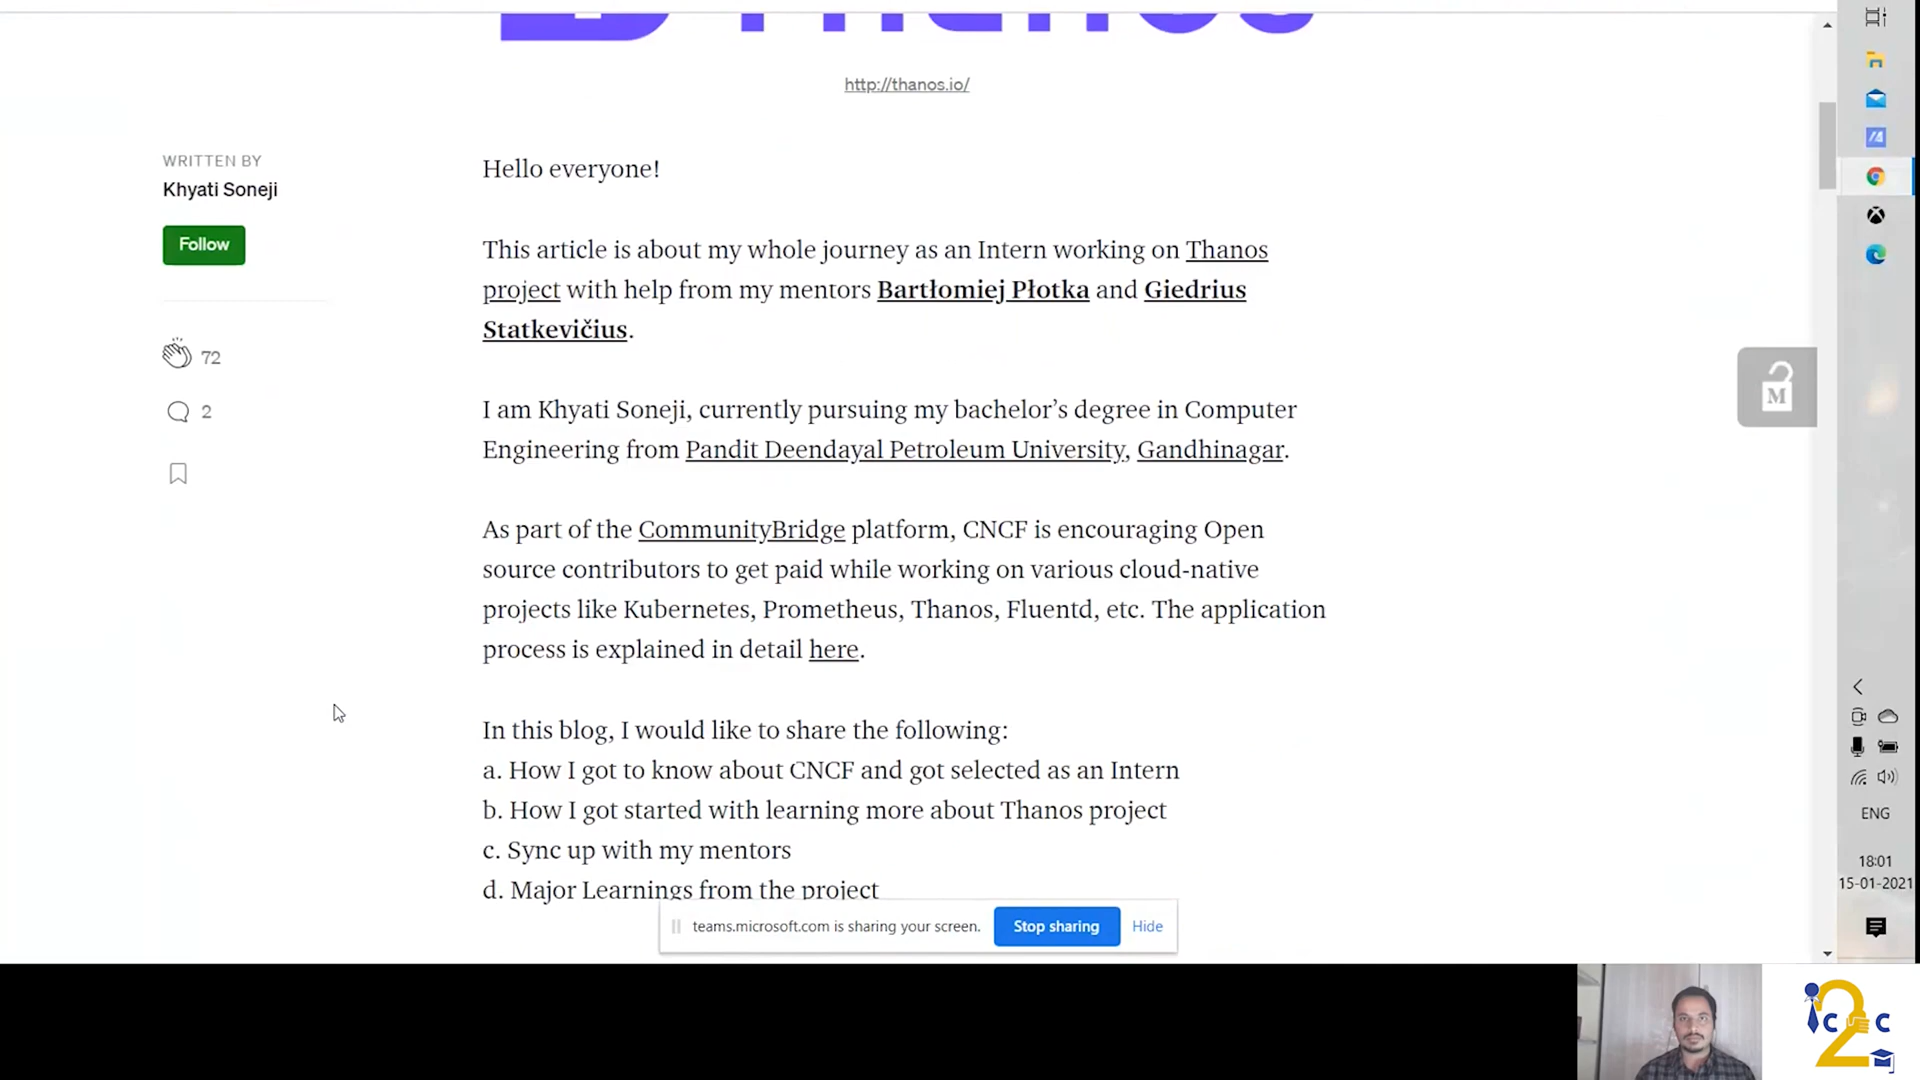 Thanos
http://thanos.io/
WRITTEN BY
Khyati Soneji
Follow
72
2
Hello everyone!
This article is about my whole journey as an Intern working on Thanos
project with help from my mentors Bartłomiej Płotka and Giedrius
Statkevičius.
I am Khyati Soneji, currently pursuing my bachelor’s degree in Computer
Engineering from Pandit Deendayal Petroleum University, Gandhinagar.
As part of the CommunityBridge platform, CNCF is encouraging Open
source contributors to get paid while working on various cloud-native
projects like Kubernetes, Prometheus, Thanos, Fluentd, etc. The application
process is explained in detail here.
In this blog, I would like to share the following:
a. How I got to know about CNCF and got selected as an Intern
b. How I got started with learning more about Thanos project
c. Sync up with my mentors
d. Major Learnings from the project
teams.microsoft.com is sharing your screen.
Stop sharing
Hide
M
ENG
18:01
15-01-2021
ic2c